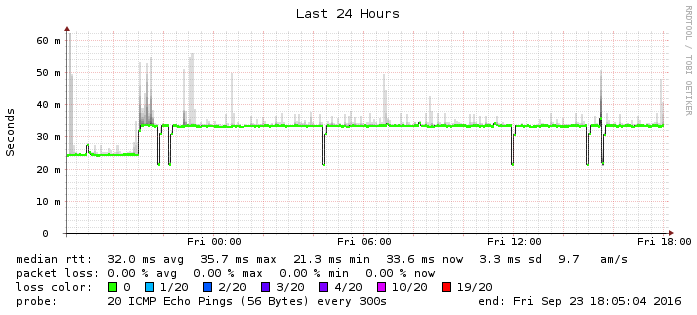 Last 24 Hours
RRDTOOL / TOBI OETIKER
Seconds
60 m
50 m
40 m
30 m
20 m
10 m
0
Fri 00:00 Fri 06:00 Fri 12:00 Fri 18:00
median rtt: 32.0 ms avg 35.7 ms max 21.3 ms min 33.6 ms now 3.3 ms sd 9.7 am/s
packet loss: 0.00 % avg 0.00 % max 0.00 % min 0.00 % now
loss color: 0 1/20 2/20 3/20 4/20 10/20 19/20
probe: 20 ICMP Echo Pings (56 Bytes) every 300s end: Fri Sep 23 18:05:04 2016